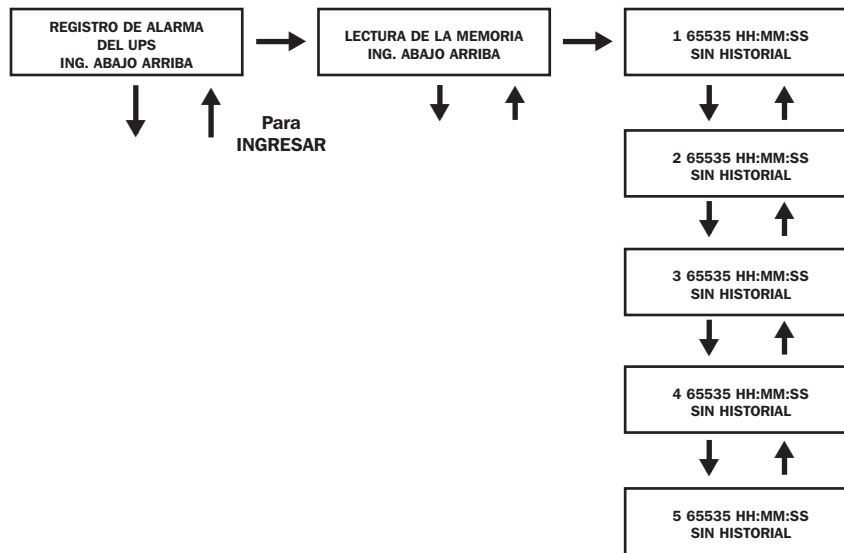 REGISTRO DE ALARMA
DEL UPS
ING. ABAJO ARRIBA
LECTURA DE LA MEMORIA
ING. ABAJO ARRIBA
1 65535 HH:MM:SS
SIN HISTORIAL
Para
INGRESAR
2 65535 HH:MM:SS
SIN HISTORIAL
3 65535 HH:MM:SS
SIN HISTORIAL
4 65535 HH:MM:SS
SIN HISTORIAL
5 65535 HH:MM:SS
SIN HISTORIAL